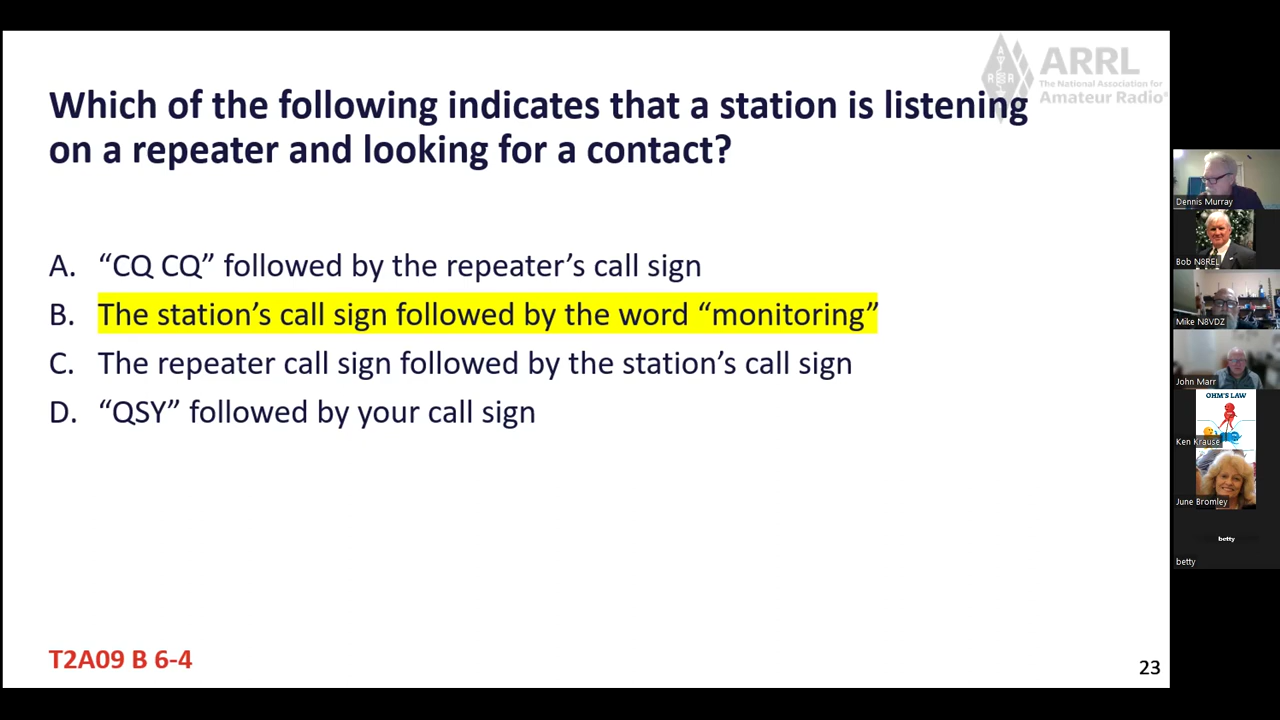 ARRL
The National Association for
Amateur Radio®
Which of the following indicates that a station is listening
on a repeater and looking for a contact?
A. “CQ CQ” followed by the repeater’s call sign
B. The station’s call sign followed by the word “monitoring”
C. The repeater call sign followed by the station’s call sign
D. “QSY” followed by your call sign
T2A09 B 6-4
23
Dennis Murray
Bob N8REL
Mike N8VDZ
John Marr
OHM'S LAW
Ken Krause
June Bromley
betty
betty